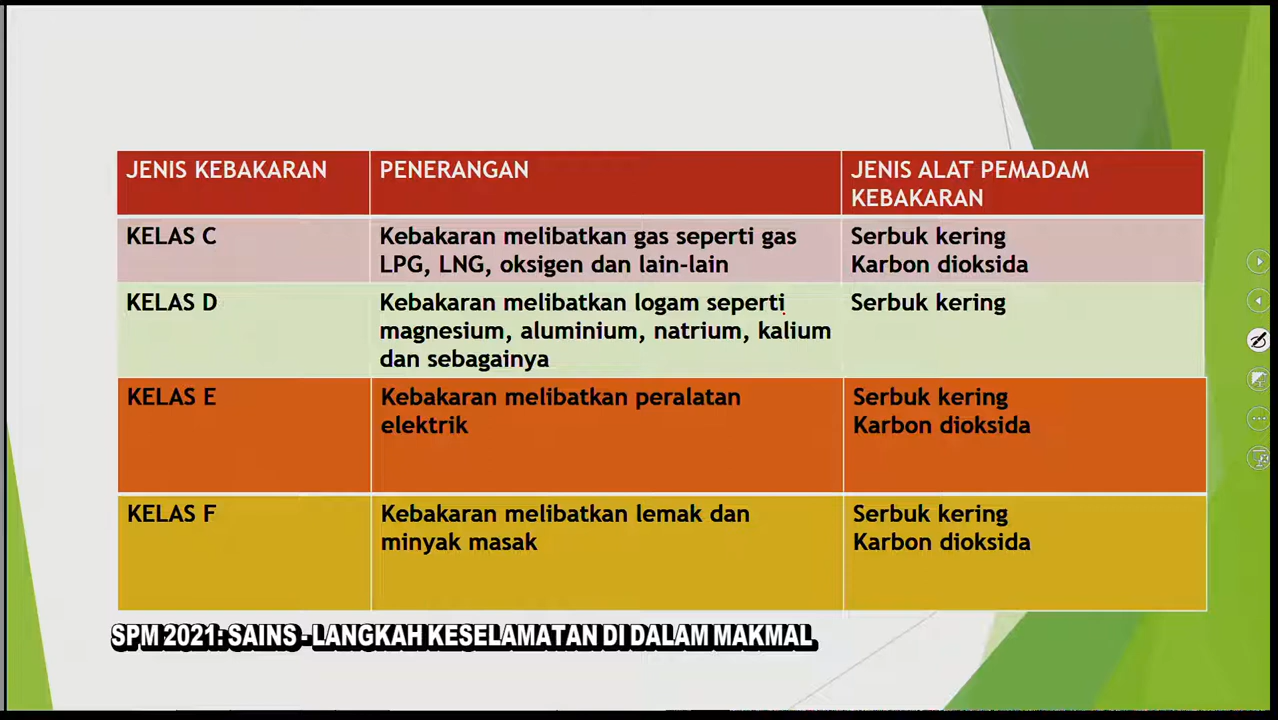 JENIS KEBAKARAN
PENERANGAN
JENIS ALAT PEMADAM
KEBAKARAN
KELAS C
Kebakaran melibatkan gas seperti gas
LPG, LNG, oksigen dan lain-lain
Serbuk kering
Karbon dioksida
KELAS D
Kebakaran melibatkan logam seperti
magnesium, aluminium, natrium, kalium
dan sebagainya
Serbuk kering
KELAS E
Kebakaran melibatkan peralatan
elektrik
Serbuk kering
Karbon dioksida
KELAS F
Kebakaran melibatkan lemak dan
minyak masak
Serbuk kering
Karbon dioksida
SPM 2021: SAINS - LANGKAH KESELAMATAN DI DALAM MAKMAL